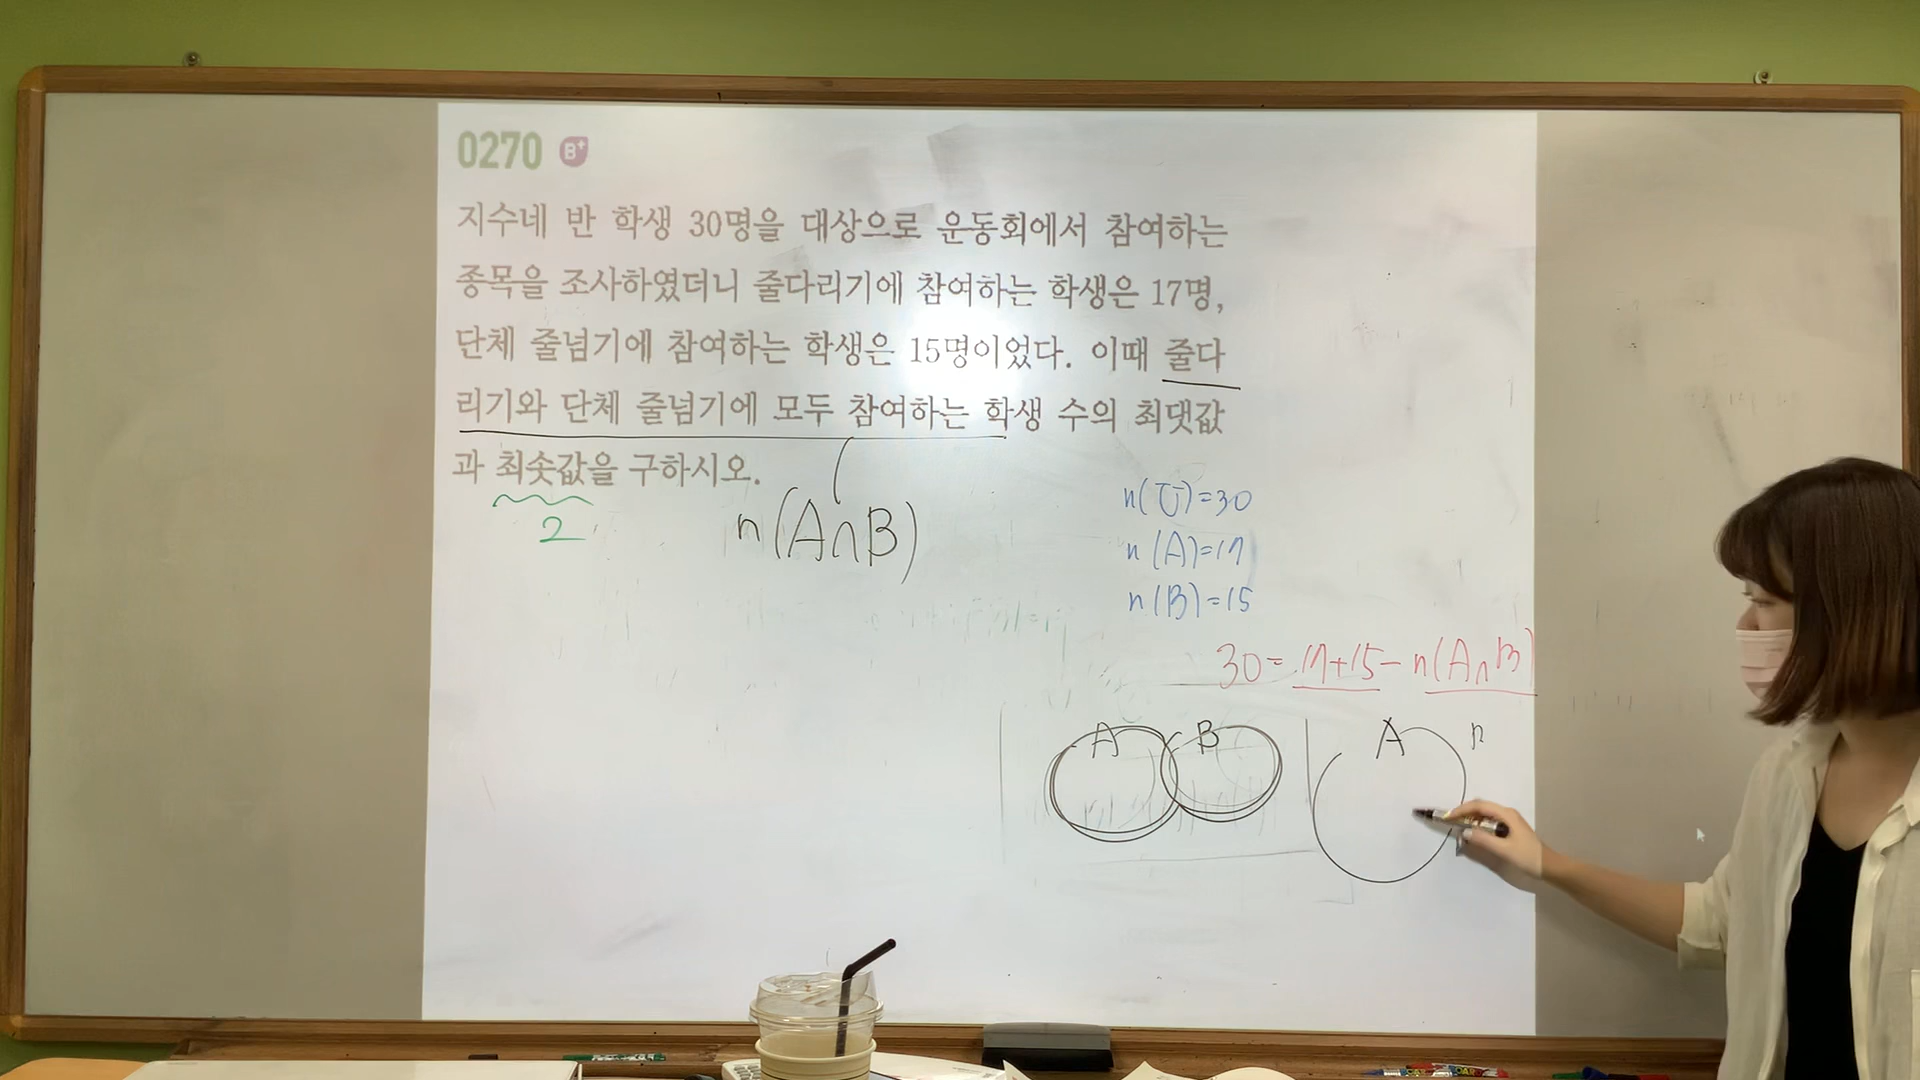 0270 B+
지수네 반 학생 30명을 대상으로 운동회에서 참여하는
종목을 조사하였더니 줄다리기에 참여하는 학생은 17명,
단체 줄넘기에 참여하는 학생은 15명이었다. 이때 줄다
리기와 단체 줄넘기에 모두 참여하는 학생 수의 최댓값
과 최솟값을 구하시오.
2
n(A∩B)
n(U)=30
n(A)=17
n(B)=15
30=17+15-n(A∩B)
A B
A n